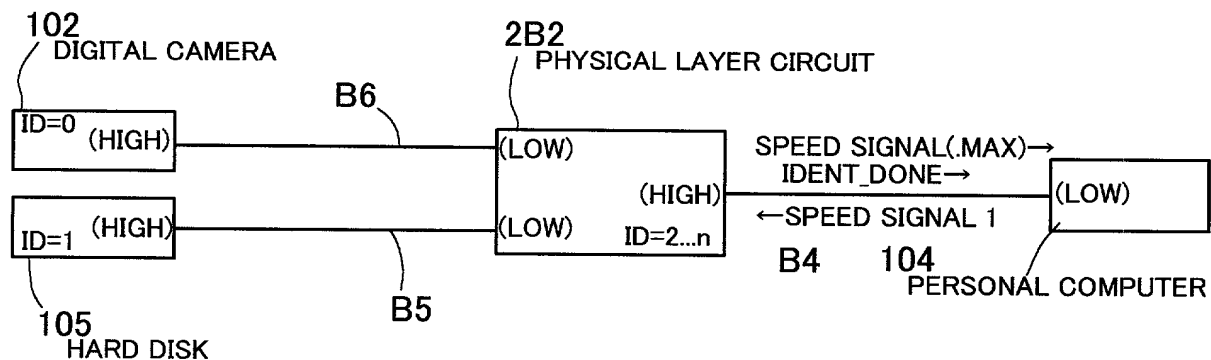 102
DIGITAL CAMERA
2B2
PHYSICAL LAYER CIRCUIT
B6
ID=0
(HIGH)
(LOW)
SPEED SIGNAL(.MAX)→
IDENT_DONE→
(HIGH)
(LOW)
(HIGH)
(LOW)
←SPEED SIGNAL 1
ID=1
ID=2...n
B4
104
PERSONAL COMPUTER
B5
105
HARD DISK